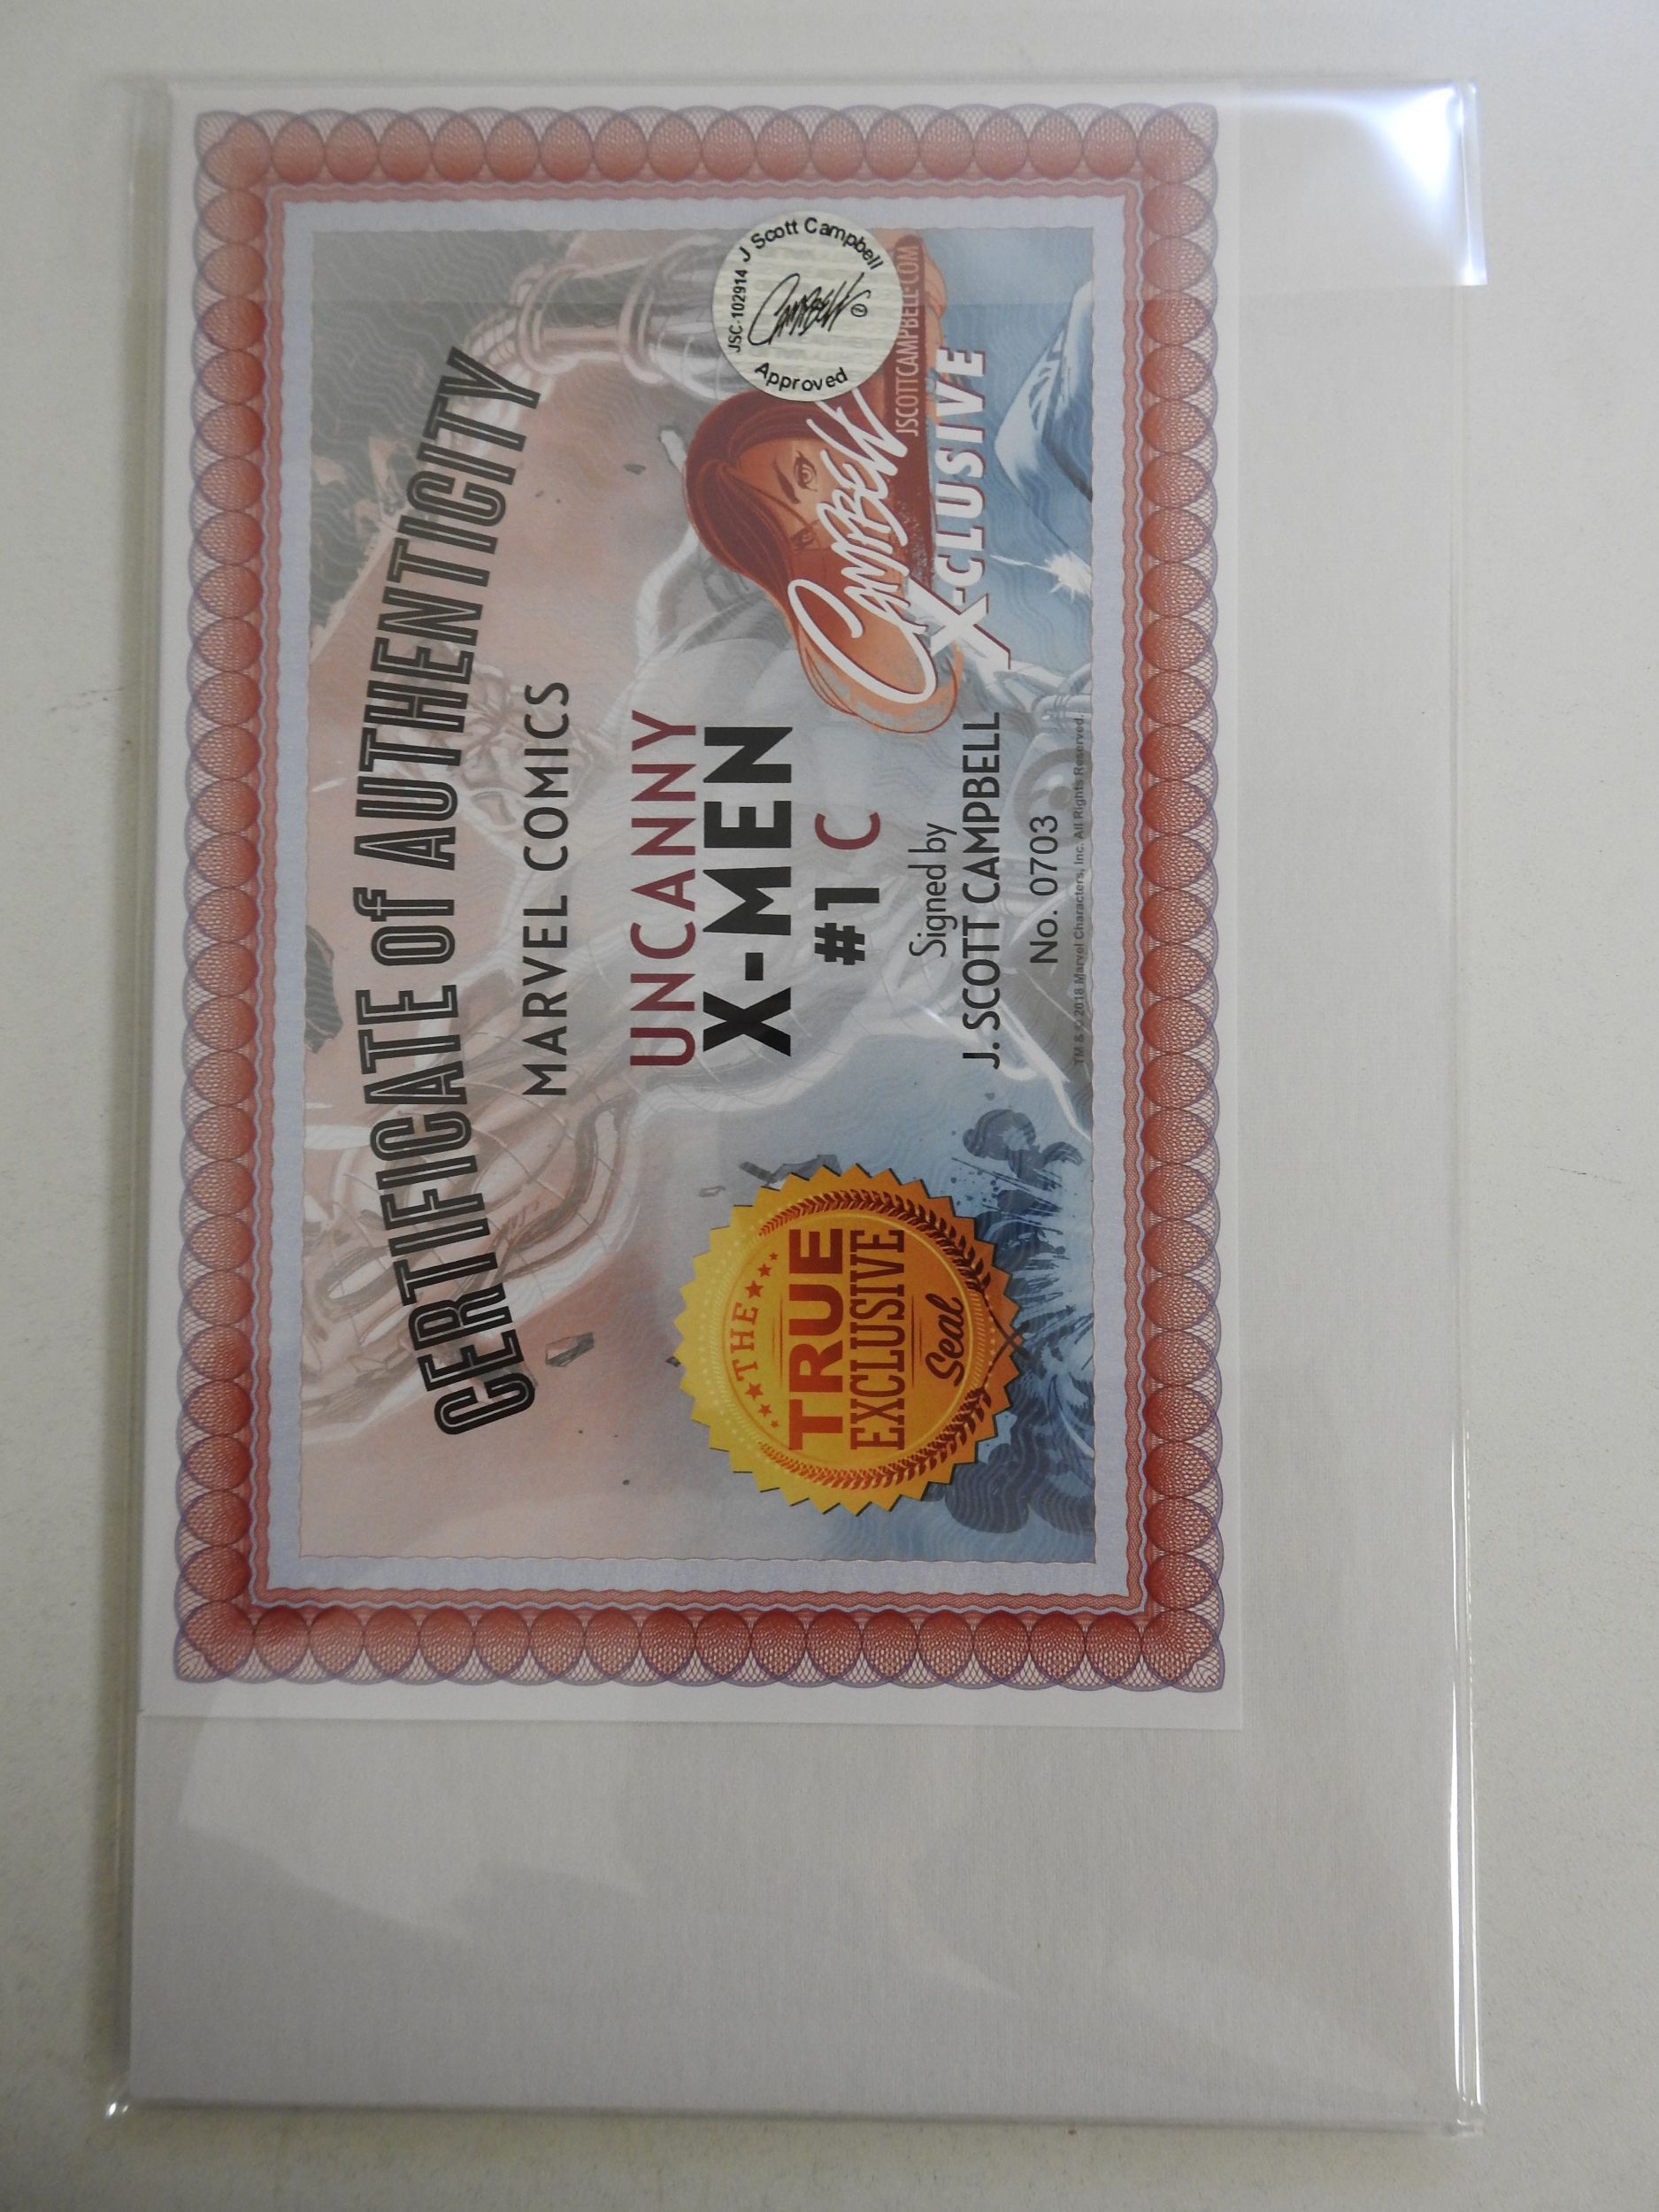 CERTIFICATE of AUTHENTICITY
MARVEL COMICS
UNCANNY
X-MEN
#1 C
Signed by
J. SCOTT CAMPBELL
No. 0703
TM & © 2018 Marvel Characters, Inc. All Rights Reserved.
THE
TRUE
EXCLUSIVE
Seal
JSC-102914 J Scott Campbell
CAMPBELL
Approved
CAMPBELL
JSCOTTCAMPBELL.COM
X-CLUSIVE